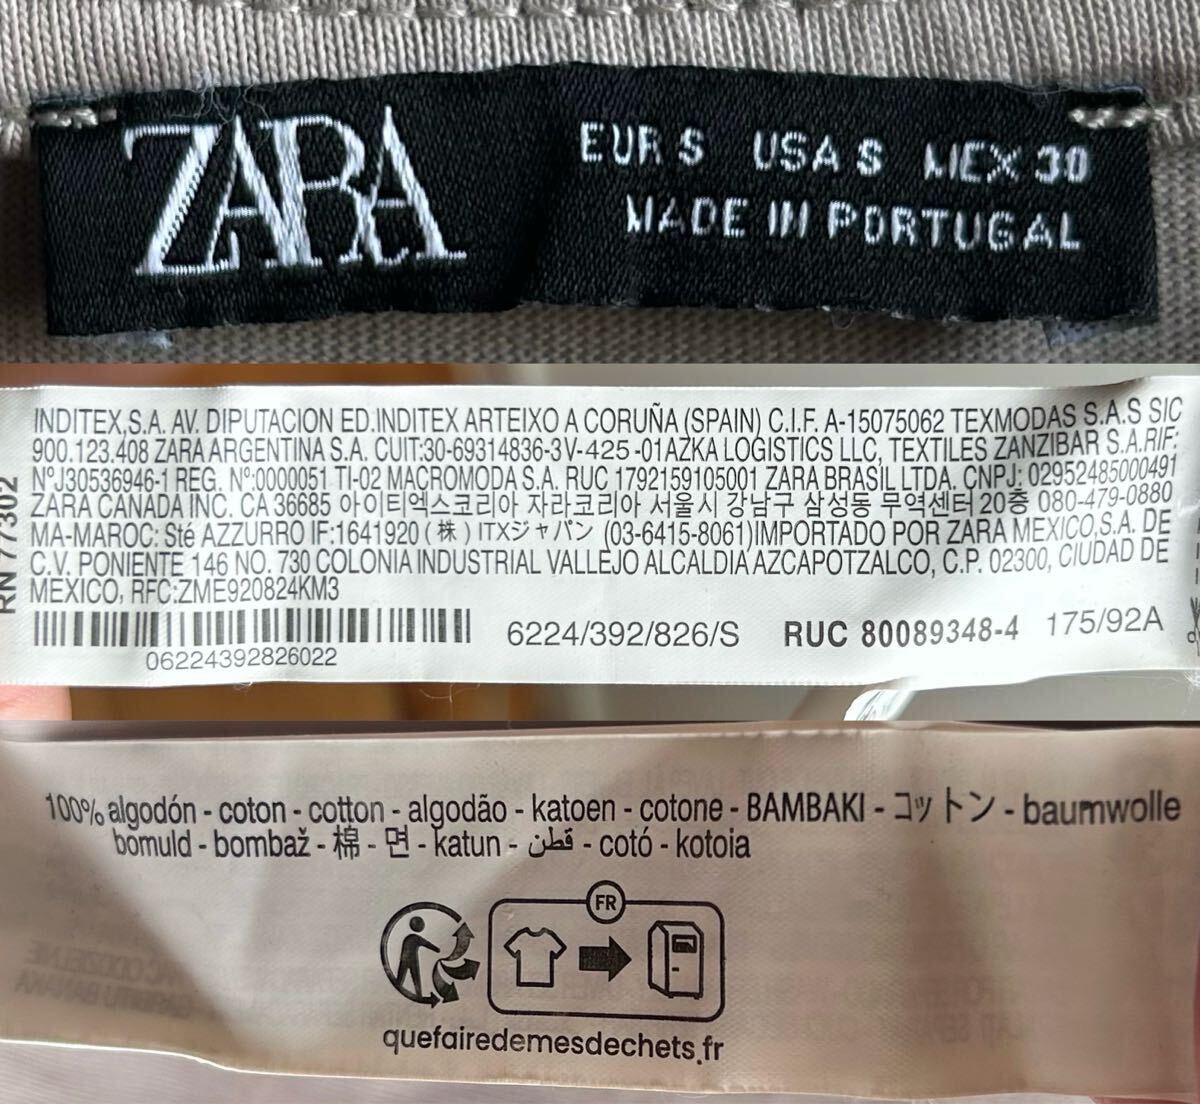 ZARA
EUR S USA S MEX 30
MADE IN PORTUGAL
INDITEX,S.A. AV. DIPUTACION ED.INDITEX ARTEIXO A CORUÑA (SPAIN) C.I.F. A-15075062 TEXMODAS S.A.S SIC
900.123.408 ZARA ARGENTINA S.A. CUIT:30-69314836-3V-425 -01AZKA LOGISTICS LLC, TEXTILES ZANZIBAR S.A.RIF:
NºJ30536946-1 REG. Nº:0000051 TI-02 MACROMODA S.A. RUC 1792159105001 ZARA BRASIL LTDA. CNPJ: 02952485000491
ZARA CANADA INC. CA 36685 아이티엑스코리아 자라코리아 서울시 강남구 삼성동 무역센터 20층 080-479-0880
MA-MAROC: Sté AZZURRO IF:1641920 (株) ITXジャパン (03-6415-8061)IMPORTADO POR ZARA MEXICO,S.A. DE
C.V. PONIENTE 146 NO. 730 COLONIA INDUSTRIAL VALLEJO ALCALDIA AZCAPOTZALCO, C.P. 02300, CIUDAD DE
MEXICO, RFC:ZME920824KM3
RN 77302
06224392826022
6224/392/826/S RUC 80089348-4 175/92A
100% algodón - coton - cotton - algodão - katoen - cotone - BAMBAKI - コットン - baumwolle
bomuld - bombaž - 棉 - 면 - katun - قطن - cotó - kotoia
FR
quefairedemesdechets.fr